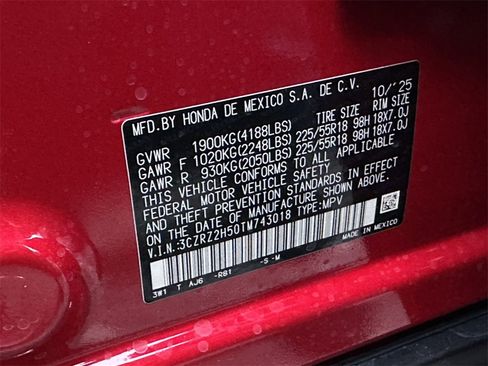 MFD.BY HONDA DE MEXICO S.A. DE C.V. 10/'25
TIRE SIZE RIM SIZE
GVWR 1900KG(4188LBS)
GAWR F 1020KG(2248LBS) 225/55R18 98H 18X7.0J
GAWR R 930KG(2050LBS) 225/55R18 98H 18X7.0J
THIS VEHICLE CONFORMS TO ALL APPLICABLE
FEDERAL MOTOR VEHICLE SAFETY
AND THEFT PREVENTION STANDARDS IN EFFECT
ON THE DATE OF MANUFACTURE SHOWN ABOVE.
V.I.N.:3CZRZ2H50TM743018 TYPE: MPV
MADE IN MEXICO
3W1 T AJ6 -R81 -S -M